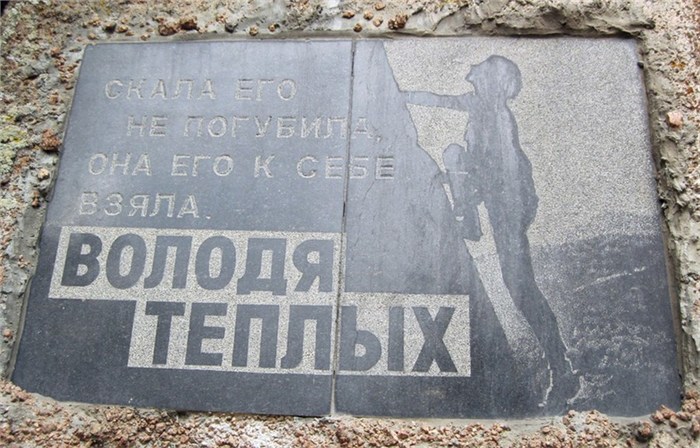 СКАЛА ЕГО
НЕ ПОГУБИЛА,
ОНА ЕГО К СЕБЕ
ВЗЯЛА.
ВОЛОДЯ
ТЕПЛЫХ